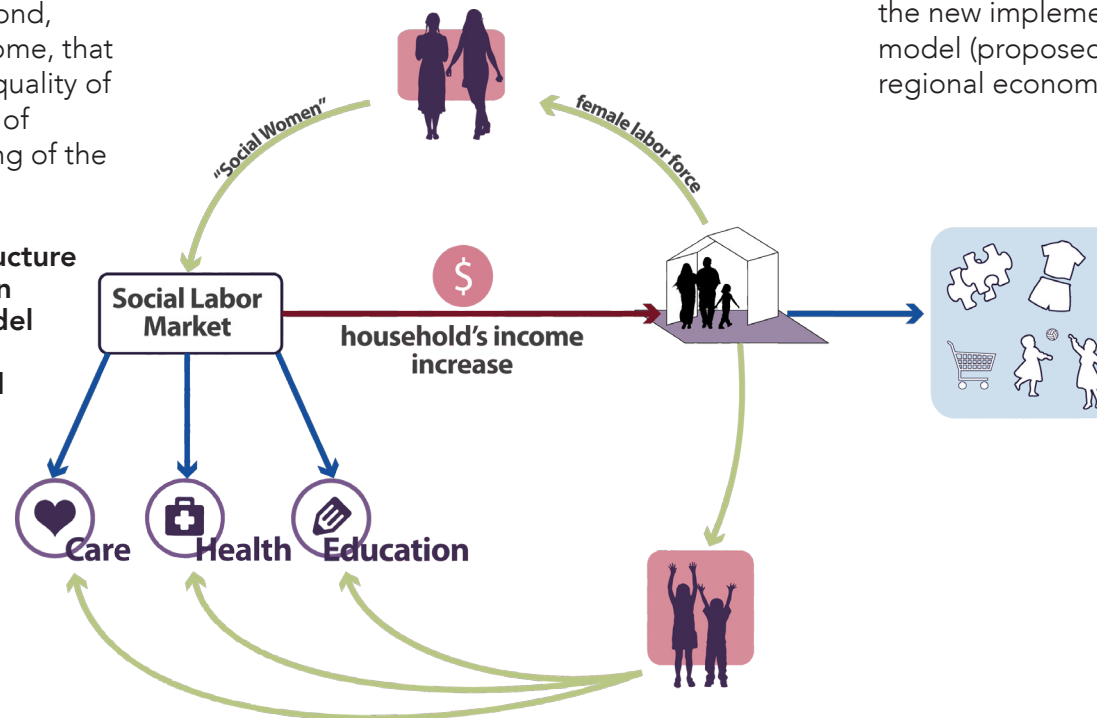 ond,
ome, that
quality of
of
ng of the
ucture
n
del
d
the new impleme
model (proposed
regional econom
"Social Women"
female labor force
Social Labor
Market
$
household's income
increase
Care
Health
Education